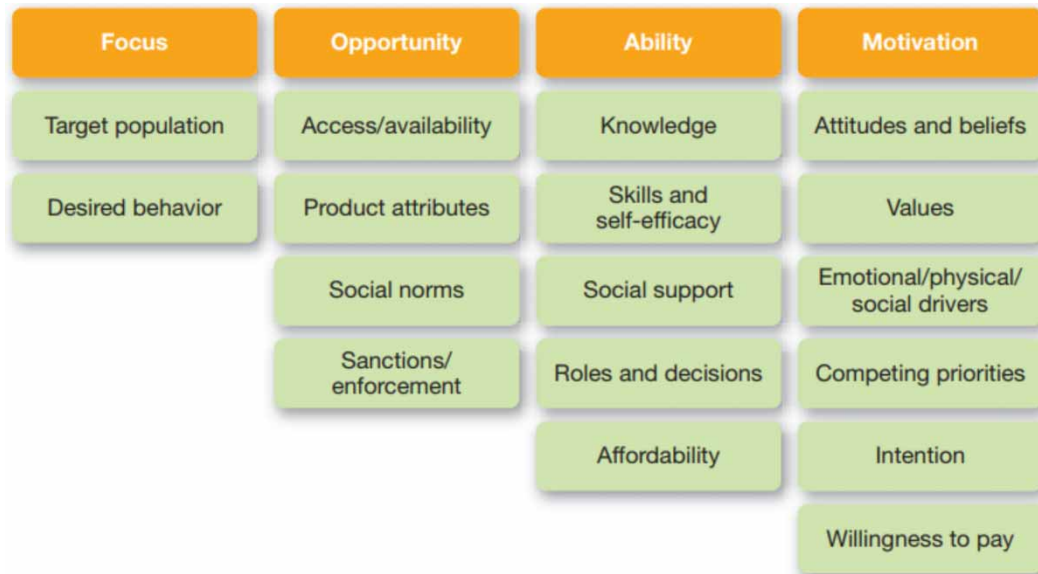 Focus
Opportunity
Ability
Motivation
Target population
Access/availability
Knowledge
Attitudes and beliefs
Desired behavior
Product attributes
Skills and
self-efficacy
Values
Social norms
Social support
Emotional/physical/
social drivers
Sanctions/
enforcement
Roles and decisions
Competing priorities
Affordability
Intention
Willingness to pay